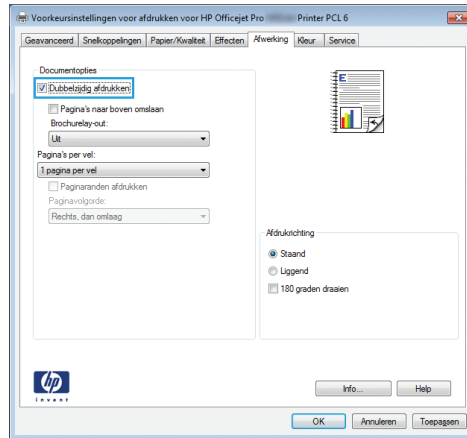 Voorkeursinstellingen voor afdrukken voor HP Officejet Pro Printer PCL 6
Geavanceerd Snelkoppelingen Papier/Kwaliteit Effecten Afwerking Kleur Service
Documentopties
Dubbelzijdig afdrukken
Pagina's naar boven omslaan
Brochurelay-out:
Uit
Pagina's per vel:
1 pagina per vel
Paginaranden afdrukken
Paginavolgorde:
Rechts, dan omlaag
E
Afdrukrichting
Staand
Liggend
180 graden draaien
hp
invent
Info... Help
OK Annuleren Toepassen